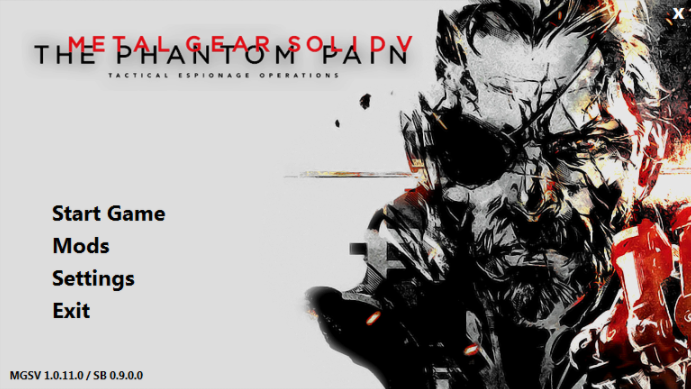 METAL GEAR SOLID V
THE PHANTOM PAIN
TACTICAL ESPIONAGE OPERATIONS
X
Start Game
Mods
Settings
Exit
MGSV 1.0.11.0 / SB 0.9.0.0